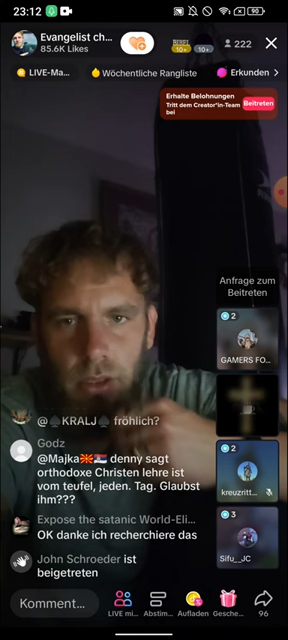 23:12
90
Evangelist ch...
85.6K Likes
10+
10+
222
LIVE-Ma...
Wöchentliche Rangliste
Erkunden
Erhalte Belohnungen
Tritt dem Creator*in-Team
bei
Beitreten
Anfrage zum
Beitreten
2
GAMERS FO...
@♠KRALJ♠ fröhlich?
Godz
@Majka🇲🇰🇷🇸 denny sagt
orthodoxe Christen lehre ist
vom teufel, jeden. Tag. Glaubst
ihm???
2
kreuzritt...
Expose the satanic World-Eli...
OK danke ich recherchiere das
3
Sifu__JC
John Schroeder ist
beigetreten
Komment...
LIVE mi...
Abstim...
Aufladen
Gesche...
96